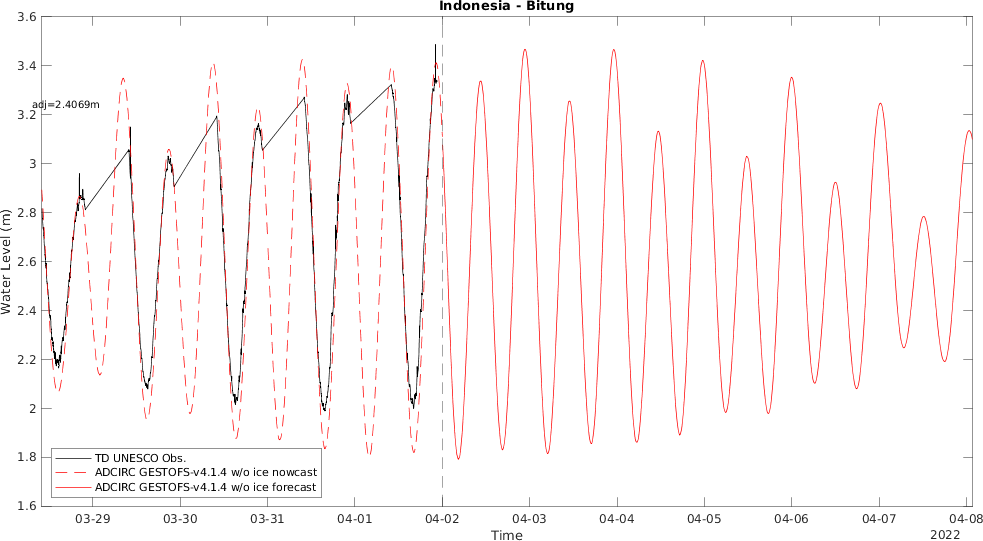 Indonesia - Bitung
3.6
3.4
3.2
3
2.8
2.6
2.4
2.2
2
1.8
1.6
Water Level (m)
adj=2.4069m
TD UNESCO Obs.
ADCIRC GESTOFS-v4.1.4 w/o ice nowcast
ADCIRC GESTOFS-v4.1.4 w/o ice forecast
03-29 03-30 03-31 04-01 04-02 04-03 04-04 04-05 04-06 04-07 04-08
Time
2022